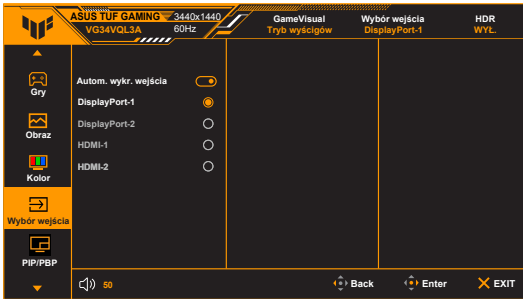 ASUS TUF GAMING 3440x1440
VG34VQL3A 60Hz
GameVisual
Tryb wyścigów
Wybór wejścia
DisplayPort-1
HDR
WYŁ.
Gry
Obraz
Kolor
Wybór wejścia
PIP/PBP
Autom. wykr. wejścia
DisplayPort-1
DisplayPort-2
HDMI-1
HDMI-2
50
Back
Enter
EXIT